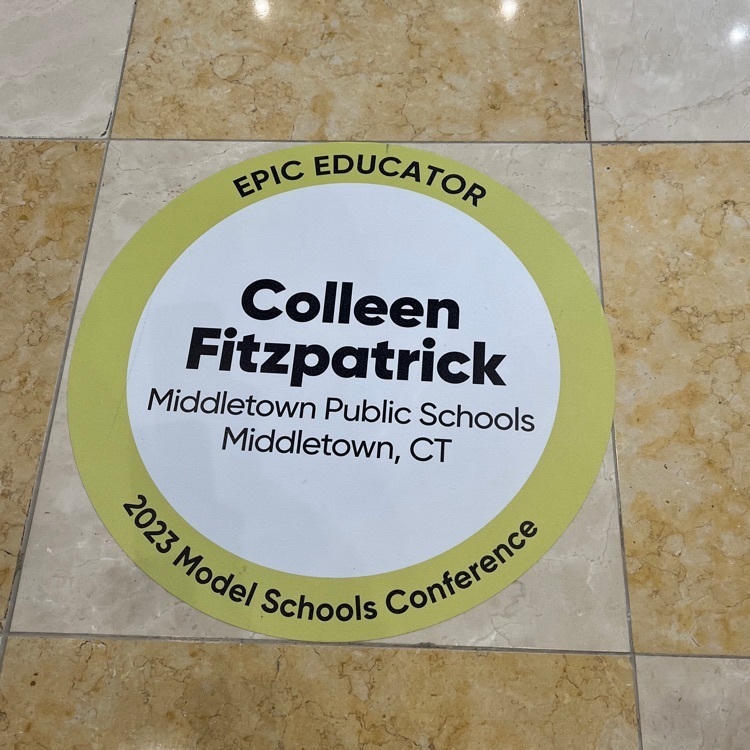 EPIC EDUCATOR
Colleen
Fitzpatrick
Middletown Public Schools
Middletown, CT
2023 Model Schools Conference